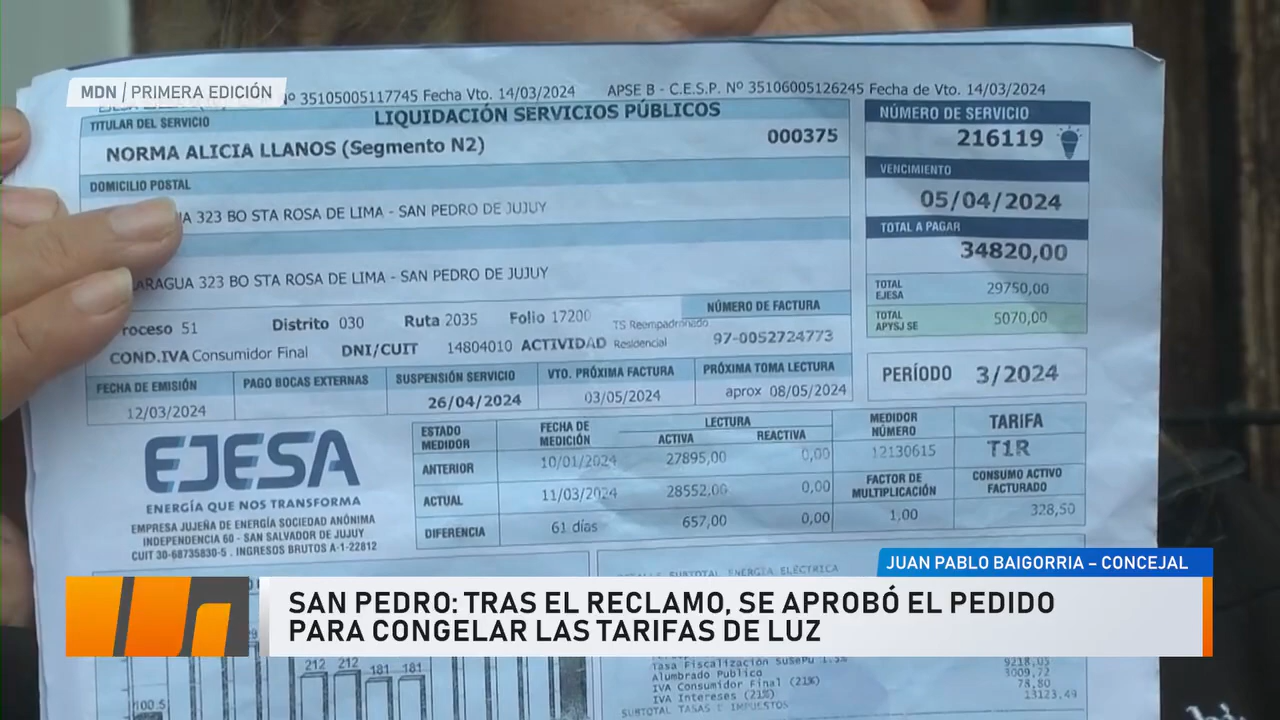 MDN | PRIMERA EDICIÓN
Nº 35105005117745 Fecha Vto. 14/03/2024 APSE B - C.E.S.P. Nº 35106005126245 Fecha de Vto. 14/03/2024
TITULAR DEL SERVICIO
LIQUIDACIÓN SERVICIOS PÚBLICOS
NORMA ALICIA LLANOS (Segmento N2) 000375
NÚMERO DE SERVICIO
216119
DOMICILIO POSTAL
323 BO STA ROSA DE LIMA - SAN PEDRO DE JUJUY
VENCIMIENTO
05/04/2024
TOTAL A PAGAR
34820,00
323 BO STA ROSA DE LIMA - SAN PEDRO DE JUJUY
TOTAL EJESA 29750,00
TOTAL APYSJ SE 5070,00
roceso 51 Distrito 030 Ruta 2035 Folio 17200 TS Reempadronado
NÚMERO DE FACTURA
97-0052724773
COND.IVA Consumidor Final DNI/CUIT 14804010 ACTIVIDAD Residencial
PERÍODO 3/2024
FECHA DE EMISIÓN PAGO BOCAS EXTERNAS SUSPENSIÓN SERVICIO VTO. PRÓXIMA FACTURA PRÓXIMA TOMA LECTURA
12/03/2024 26/04/2024 03/05/2024 aprox 08/05/2024
EJESA
ENERGÍA QUE NOS TRANSFORMA
EMPRESA JUJEÑA DE ENERGÍA SOCIEDAD ANÓNIMA
INDEPENDENCIA 60 - SAN SALVADOR DE JUJUY
CUIT 30-68735830-5 . INGRESOS BRUTOS A-1-22812
ESTADO MEDIDOR FECHA DE MEDICIÓN LECTURA MEDIDOR NÚMERO TARIFA
ACTIVA REACTIVA
ANTERIOR 10/01/2024 27895,00 0,00 12130615 T1R
ACTUAL 11/03/2024 28552,00 0,00 FACTOR DE MULTIPLICACIÓN CONSUMO ACTIVO FACTURADO
DIFERENCIA 61 días 657,00 0,00 1,00 328,50
SUBTOTAL ENERGÍA ELÉCTRICA
JUAN PABLO BAIGORRIA – CONCEJAL
SAN PEDRO: TRAS EL RECLAMO, SE APROBÓ EL PEDIDO
PARA CONGELAR LAS TARIFAS DE LUZ
212 212 181 181
100.5
Tasa Fiscalización SuSePu 1.5% 9218,05
Alumbrado Publico 3009,72
IVA Consumidor Final (21%) 78,80
IVA Intereses (21%) 13123,49
SUBTOTAL TASAS E IMPUESTOS